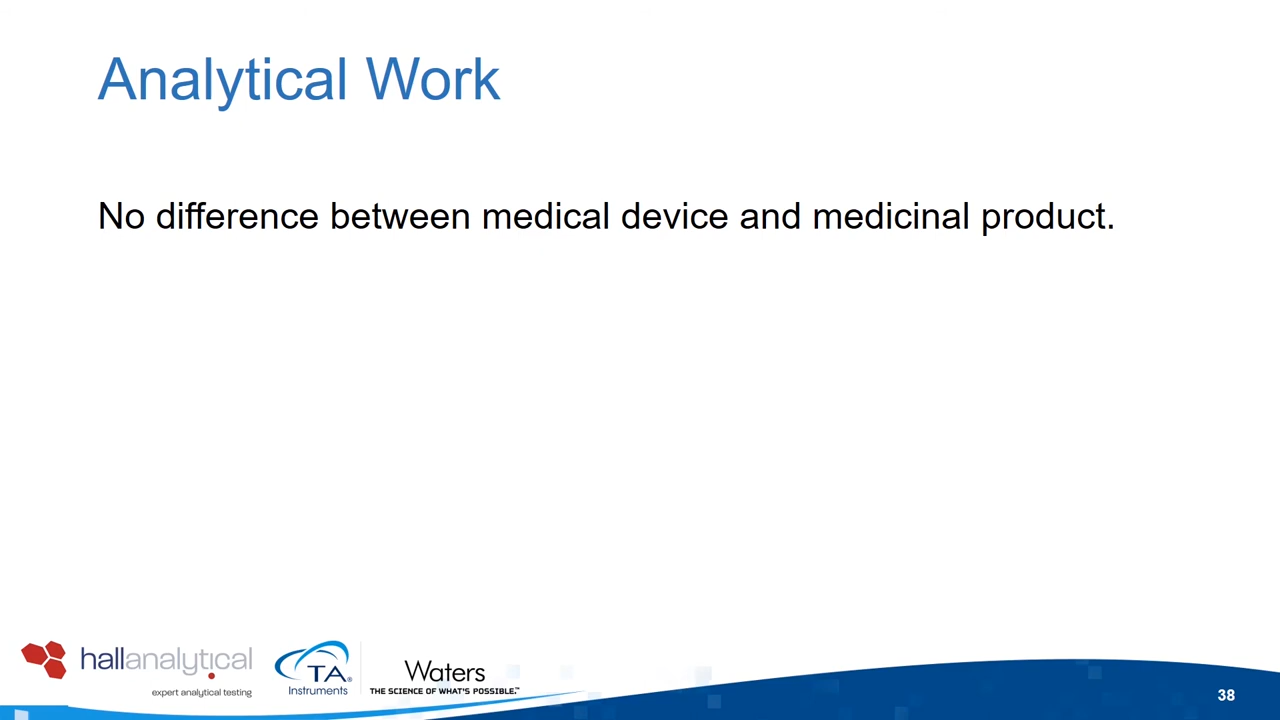 Analytical Work
No difference between medical device and medicinal product.
hallanalytical
expert analytical testing
TA®
Instruments
Waters
THE SCIENCE OF WHAT'S POSSIBLE.™
38